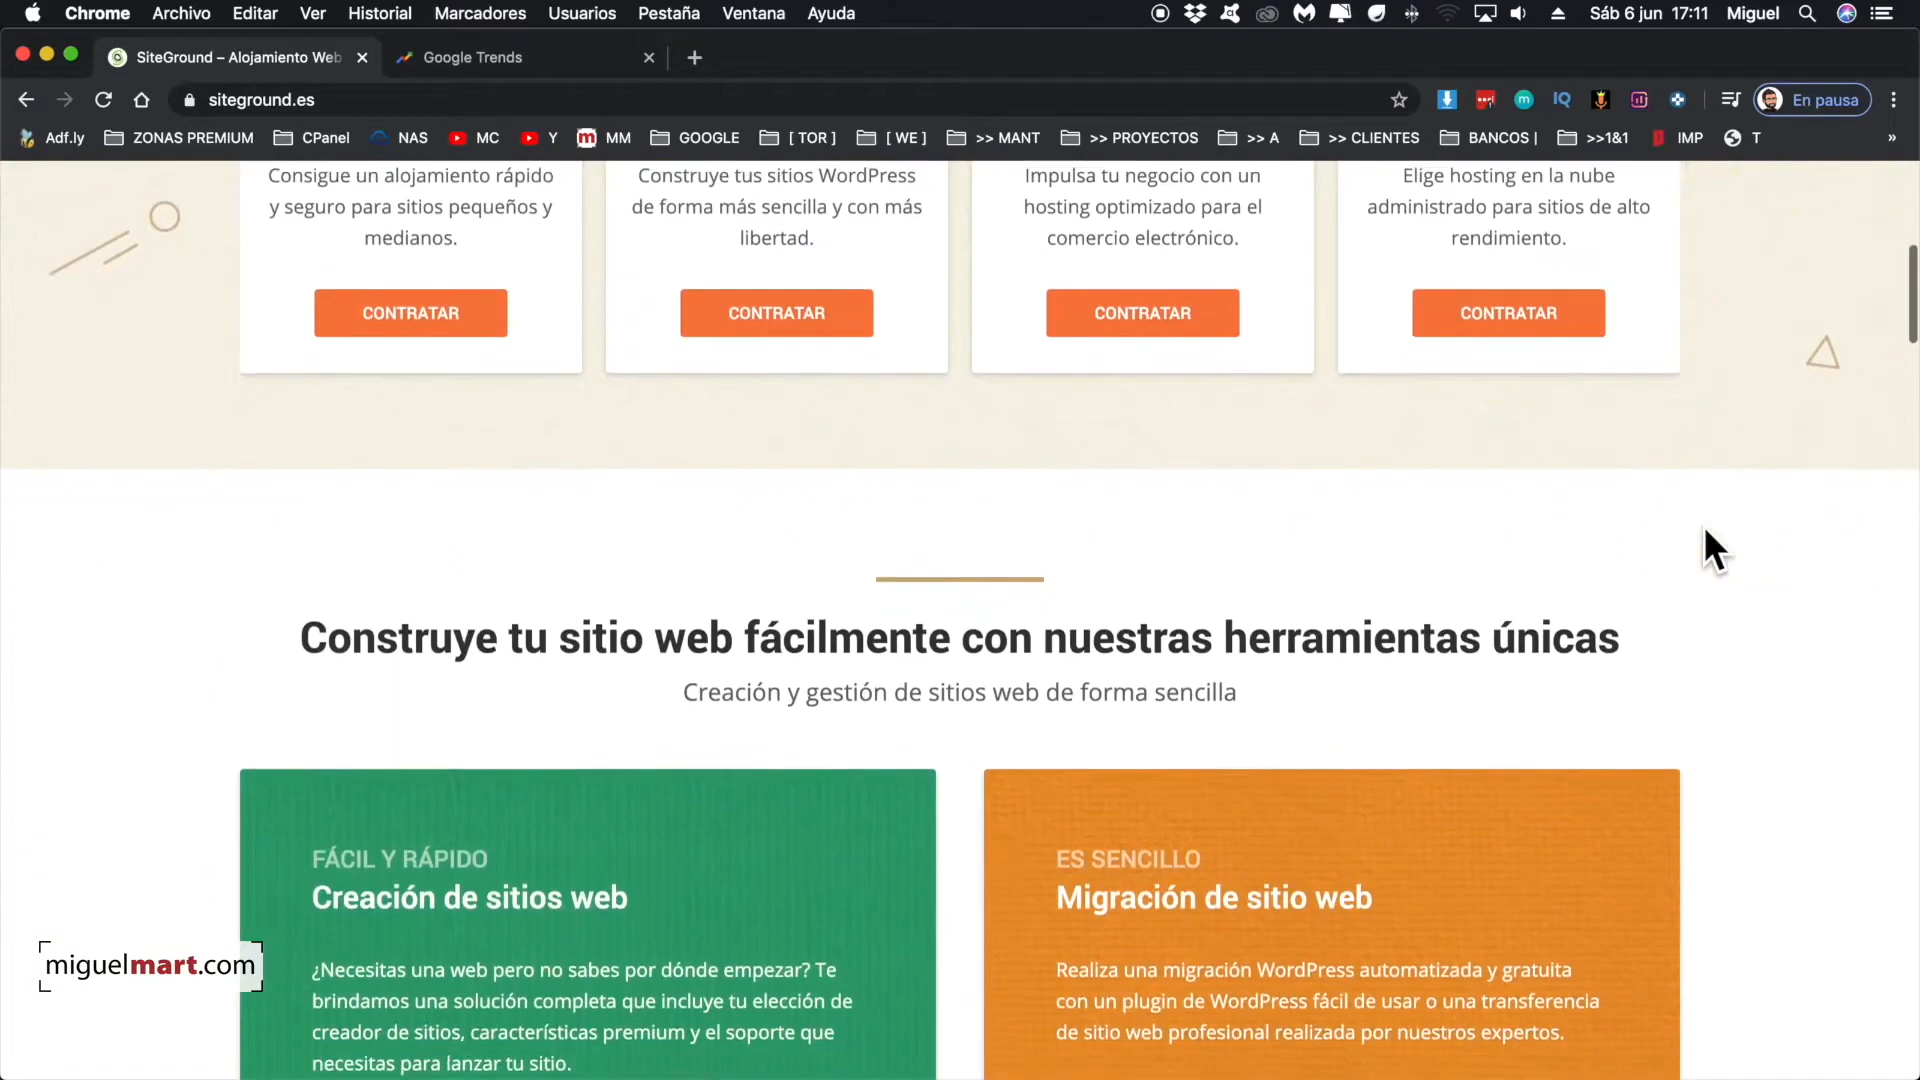 Chrome Archivo Editar Ver Historial Marcadores Usuarios Pestaña Ventana Ayuda Sáb 6 jun 17:11 Miguel
SiteGround – Alojamiento Web Google Trends
siteground.es IQ En pausa
Adf.ly ZONAS PREMIUM CPanel NAS MC Y MM GOOGLE [ TOR ] [ WE ] >> MANT >> PROYECTOS >> A >> CLIENTES BANCOS | >>1&1 IMP T »
Consigue un alojamiento rápido
y seguro para sitios pequeños y
medianos.
CONTRATAR
Construye tus sitios WordPress
de forma más sencilla y con más
libertad.
CONTRATAR
Impulsa tu negocio con un
hosting optimizado para el
comercio electrónico.
CONTRATAR
Elige hosting en la nube
administrado para sitios de alto
rendimiento.
CONTRATAR
Construye tu sitio web fácilmente con nuestras herramientas únicas
Creación y gestión de sitios web de forma sencilla
FÁCIL Y RÁPIDO
Creación de sitios web
¿Necesitas una web pero no sabes por dónde empezar? Te
brindamos una solución completa que incluye tu elección de
creador de sitios, características premium y el soporte que
necesitas para lanzar tu sitio.
ES SENCILLO
Migración de sitio web
Realiza una migración WordPress automatizada y gratuita
con un plugin de WordPress fácil de usar o una transferencia
de sitio web profesional realizada por nuestros expertos.
miguelmart.com